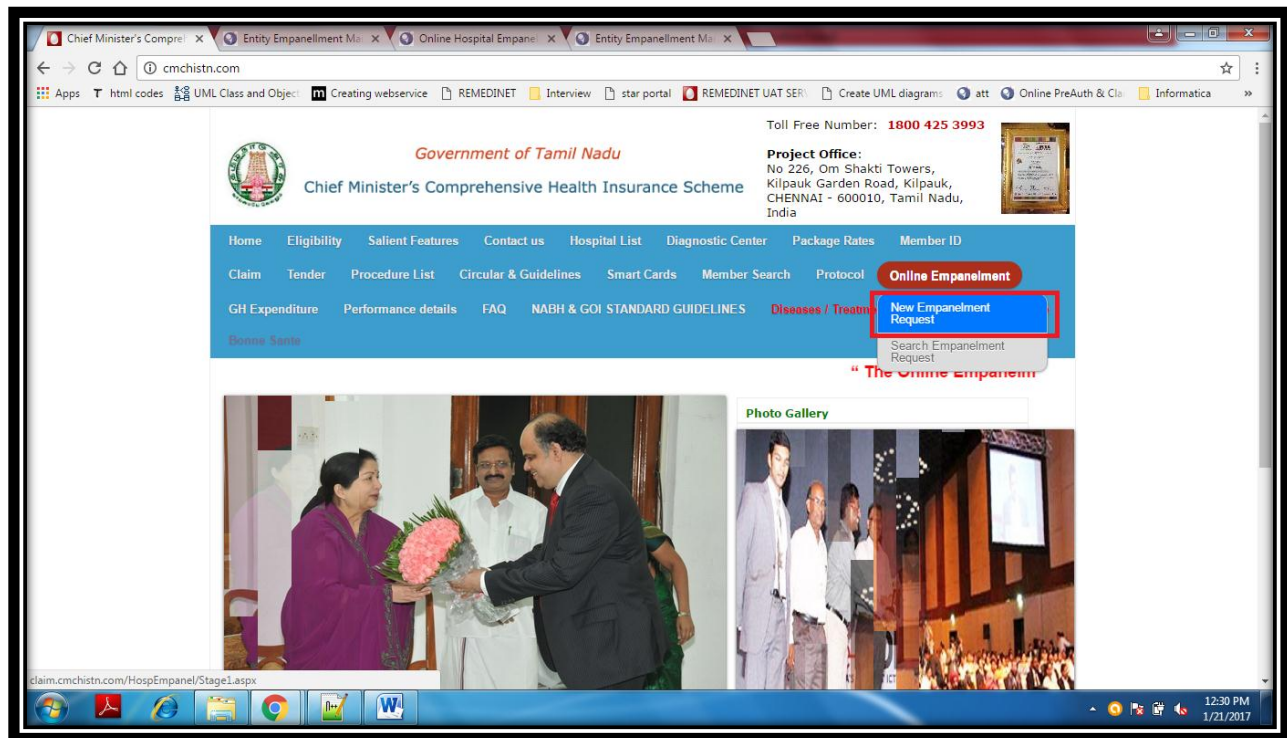 Chief Minister's Compre
Entity Empanellment Ma
Online Hospital Empane
Entity Empanellment Ma
cmchistn.com
Apps
html codes
UML Class and Object
Creating webservice
REMEDINET
Interview
star portal
REMEDINET UAT SER
Create UML diagrams
att
Online PreAuth & Cla
Informatica
»
Government of Tamil Nadu
Chief Minister's Comprehensive Health Insurance Scheme
Toll Free Number: 1800 425 3993
Project Office:
No 226, Om Shakti Towers,
Kilpauk Garden Road, Kilpauk,
CHENNAI - 600010, Tamil Nadu,
India
Home Eligibility Salient Features Contact us Hospital List Diagnostic Center Package Rates Member ID
Claim Tender Procedure List Circular & Guidelines Smart Cards Member Search Protocol Online Empanelment
GH Expenditure Performance details FAQ NABH & GOI STANDARD GUIDELINES Diseases / Treatm
New Empanelment
Request
Bonne Sante
Search Empanelment
Request
“ The Online Empanelm
Photo Gallery
claim.cmchistn.com/HospEmpanel/Stage1.aspx
12:30 PM
1/21/2017